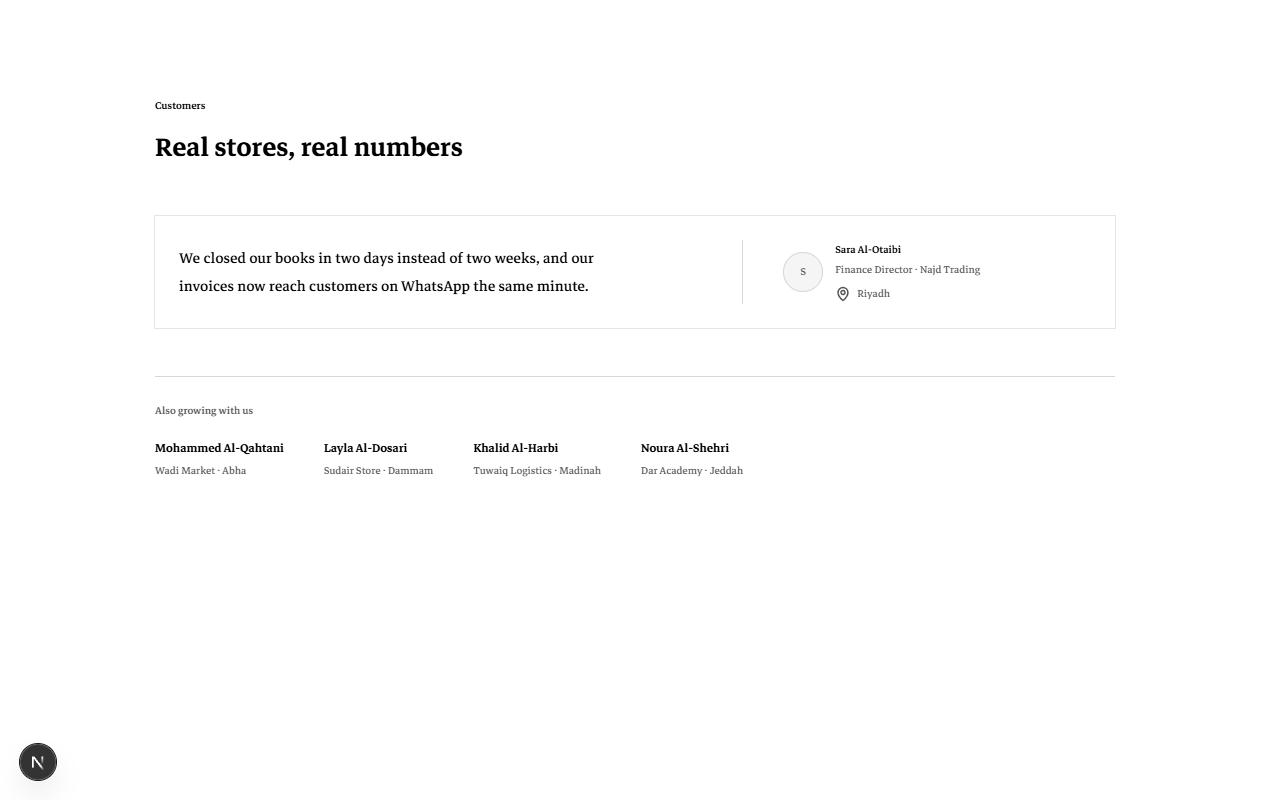 Customers
Real stores, real numbers
We closed our books in two days instead of two weeks, and our
invoices now reach customers on WhatsApp the same minute.
S
Sara Al-Otaibi
Finance Director · Najd Trading
Riyadh
Also growing with us
Mohammed Al-Qahtani
Wadi Market · Abha
Layla Al-Dosari
Sudair Store · Dammam
Khalid Al-Harbi
Tuwaiq Logistics · Madinah
Noura Al-Shehri
Dar Academy · Jeddah
N